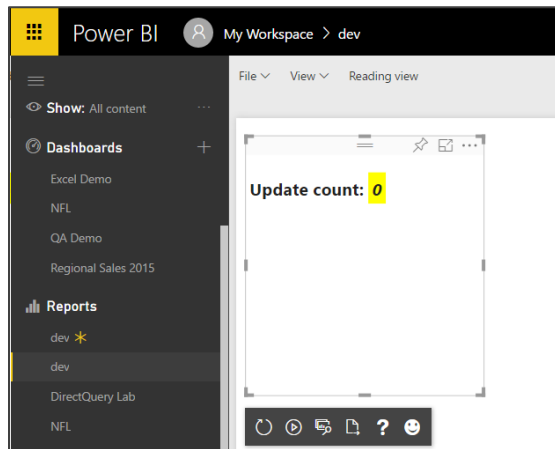 Power BI My Workspace > dev
File View Reading view
Show: All content ...
Dashboards +
Excel Demo
NFL
QA Demo
Regional Sales 2015
Reports
dev
dev
DirectQuery Lab
NFL
Update count: 0
?